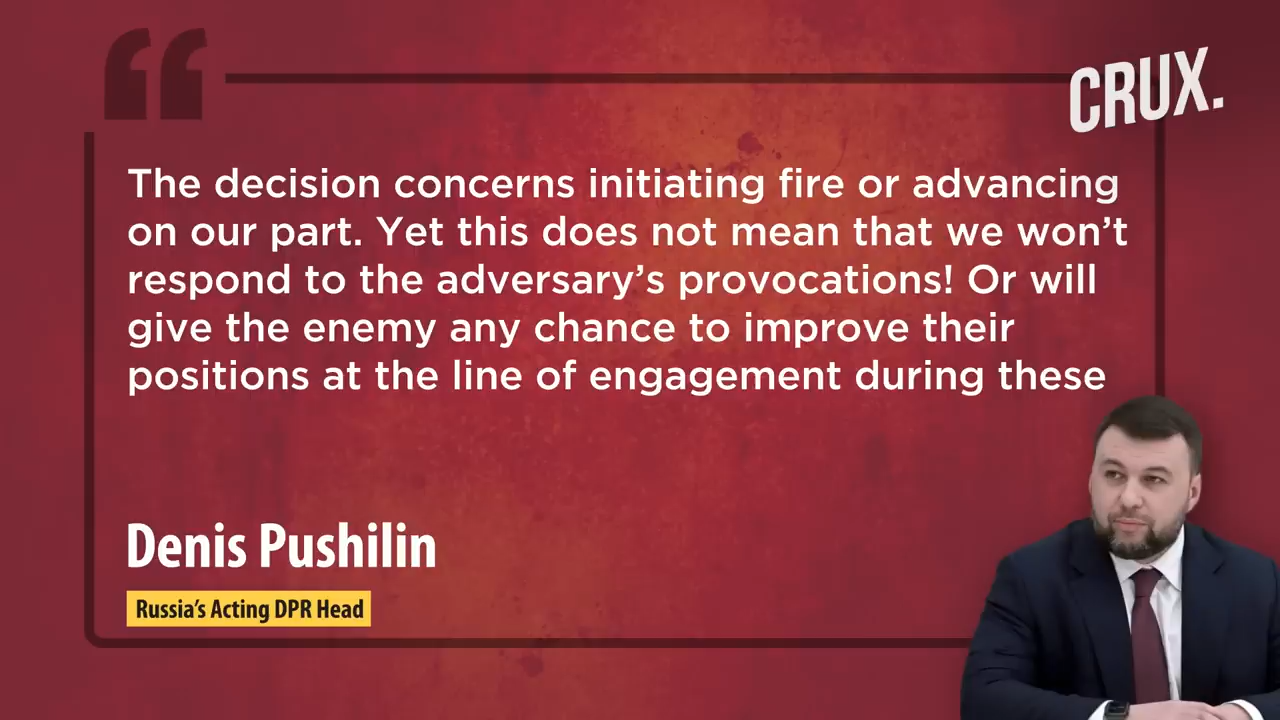 CRUX.
The decision concerns initiating fire or advancing
on our part. Yet this does not mean that we won’t
respond to the adversary’s provocations! Or will
give the enemy any chance to improve their
positions at the line of engagement during these
Denis Pushilin
Russia’s Acting DPR Head